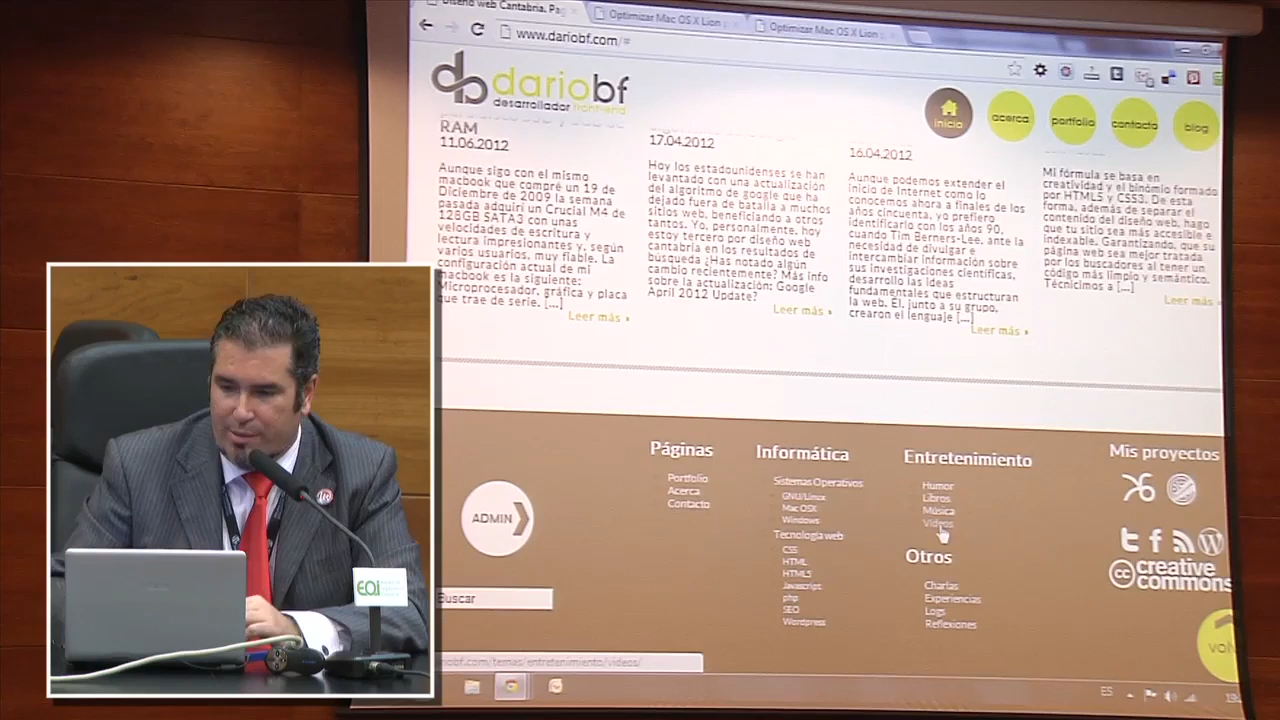 Diseño web Cantabria. Pag
Optimizar Mac OS X Lion p
Optimizar Mac OS X Lion p
www.dariobf.com/#
dariobf
desarrollador front-end
inicio
acerca
portfolio
contacto
blog
RAM
11.06.2012
Aunque sigo con el mismo
macbook que compré un 19 de
Diciembre de 2009 la semana
pasada adquirí un Crucial M4 de
128GB SATA3 con unas
velocidades de escritura y
lectura impresionantes y, según
varios usuarios, muy fiable. La
configuración actual de mi
macbook es la siguiente:
Microprocesador, gráfica y placa
que trae de serie. [...]
Leer más »
17.04.2012
Hoy los estadounidenses se han
levantado con una actualización
del algoritmo de google que ha
dejado fuera de batalla a muchos
sitios web, beneficiando a otros
tantos. Yo, personalmente, hoy
estoy tercero por diseño web
cantabria en los resultados de
búsqueda ¿Has notado algún
cambio recientemente? Más info
sobre la actualización: Google
April 2012 Update?
Leer más »
16.04.2012
Aunque podemos extender el
inicio de Internet como lo
conocemos ahora a finales de los
años cincuenta, yo prefiero
identificarlo con los años 90,
cuando Tim Berners-Lee, ante la
necesidad de divulgar e
intercambiar información sobre
sus investigaciones científicas,
desarrollo las ideas
fundamentales que estructuran
la web. Él, junto a su grupo,
crearon el lenguaje [...]
Leer más »
Mi fórmula se basa en
creatividad y el binomio formado
por HTML5 y CSS3. De esta
forma, además de separar el
contenido del diseño web, hago
que tu sitio sea más accesible e
indexable. Garantizando, que su
página web sea mejor tratada
por los buscadores al tener un
código más limpio y semántico.
Técnicimos a [...]
Leer más »
ADMIN
Buscar
Páginas
Portfolio
Acerca
Contacto
Informática
Sistemas Operativos
GNU/Linux
Mac OSX
Windows
Tecnología web
CSS
HTML
HTML5
Javascript
php
SEO
Wordpress
Entretenimiento
Humor
Libros
Música
Vídeos
Otros
Charlas
Experiencias
Logs
Reflexiones
Mis proyectos
cc creative
commons
volv
iobf.com/temas/entretenimiento/videos/
ES
19:
EOI